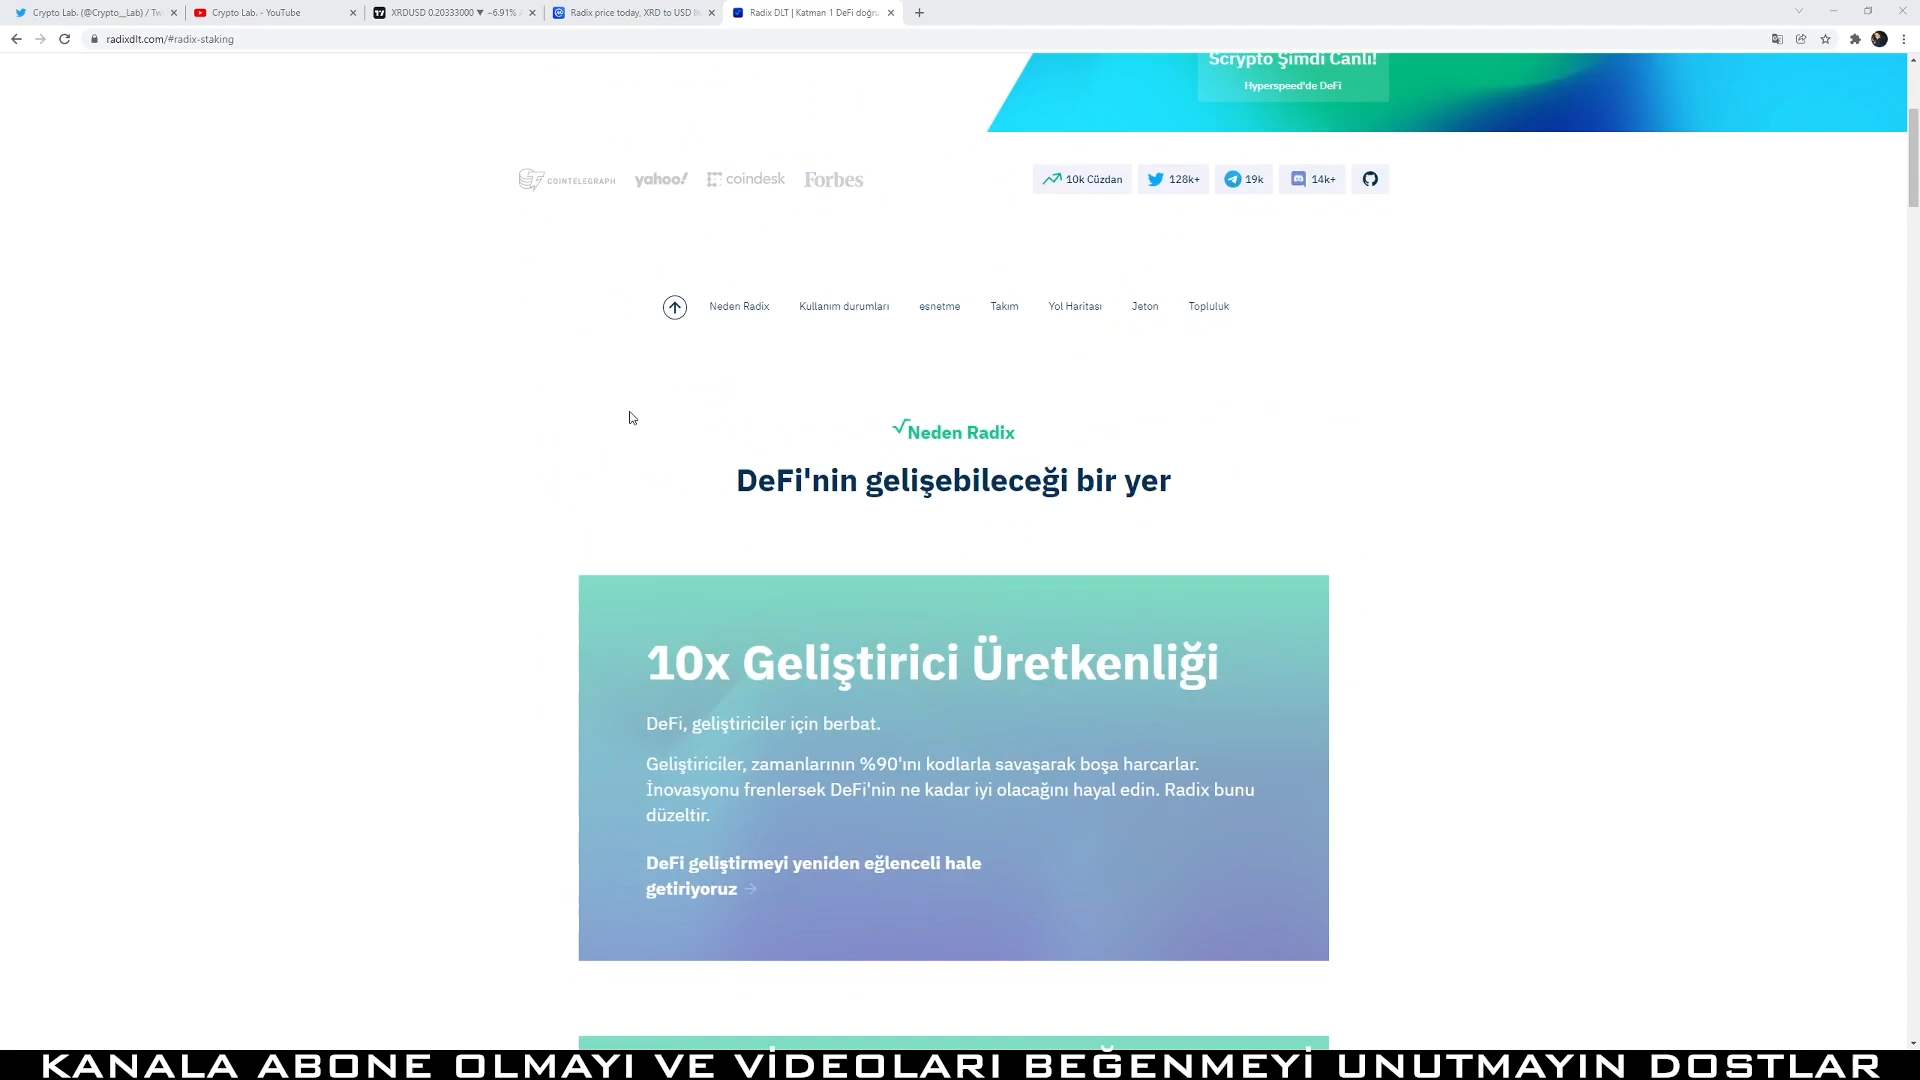 Crypto Lab. (@Crypto__Lab) / Tw
Crypto Lab. - YouTube
XRDUSD 0.20333000 ▼ −6.91%
Radix price today, XRD to USD li
Radix DLT | Katman 1 DeFi doğru
radixdlt.com/#radix-staking
Scrypto Şimdi Canlı!
Hyperspeed'de DeFi
COINTELEGRAPH
yahoo!
coindesk
Forbes
10k Cüzdan
128k+
19k
14k+
Neden Radix
Kullanım durumları
esnetme
Takım
Yol Haritası
Jeton
Topluluk
Neden Radix
DeFi'nin gelişebileceği bir yer
10x Geliştirici Üretkenliği
DeFi, geliştiriciler için berbat.
Geliştiriciler, zamanlarının %90'ını kodlarla savaşarak boşa harcarlar.
İnovasyonu frenlersek DeFi'nin ne kadar iyi olacağını hayal edin. Radix bunu
düzeltir.
DeFi geliştirmeyi yeniden eğlenceli hale
getiriyoruz →
KANALA ABONE OLMAYI VE VİDEOLARI BEĞENMEYİ UNUTMAYIN DOSTLAR